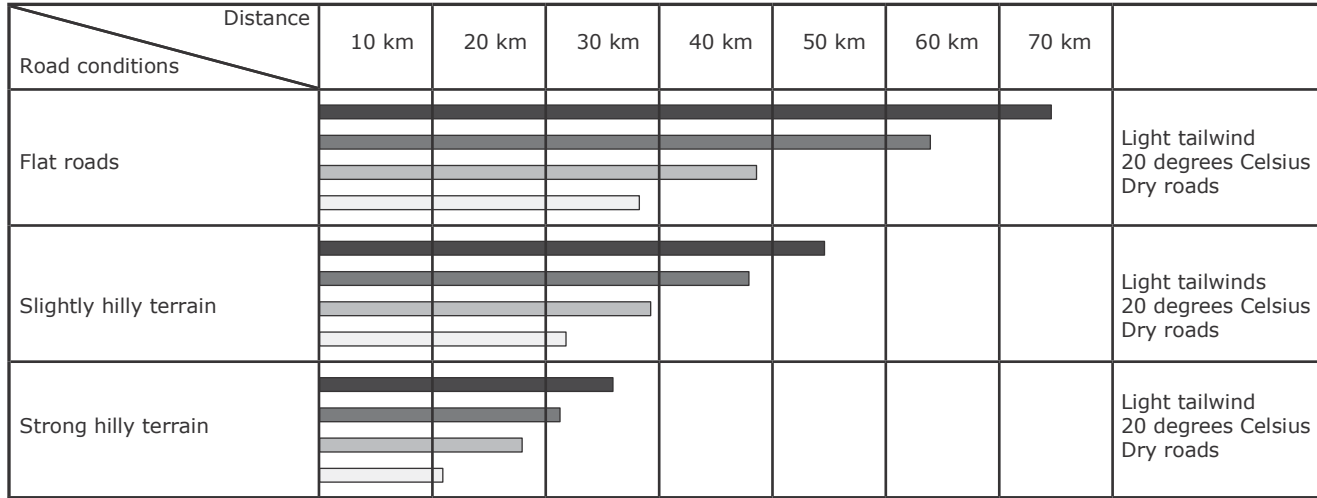 Distance
Road conditions
10 km 20 km 30 km 40 km 50 km 60 km 70 km
Flat roads
Light tailwind
20 degrees Celsius
Dry roads
Slightly hilly terrain
Light tailwinds
20 degrees Celsius
Dry roads
Strong hilly terrain
Light tailwind
20 degrees Celsius
Dry roads